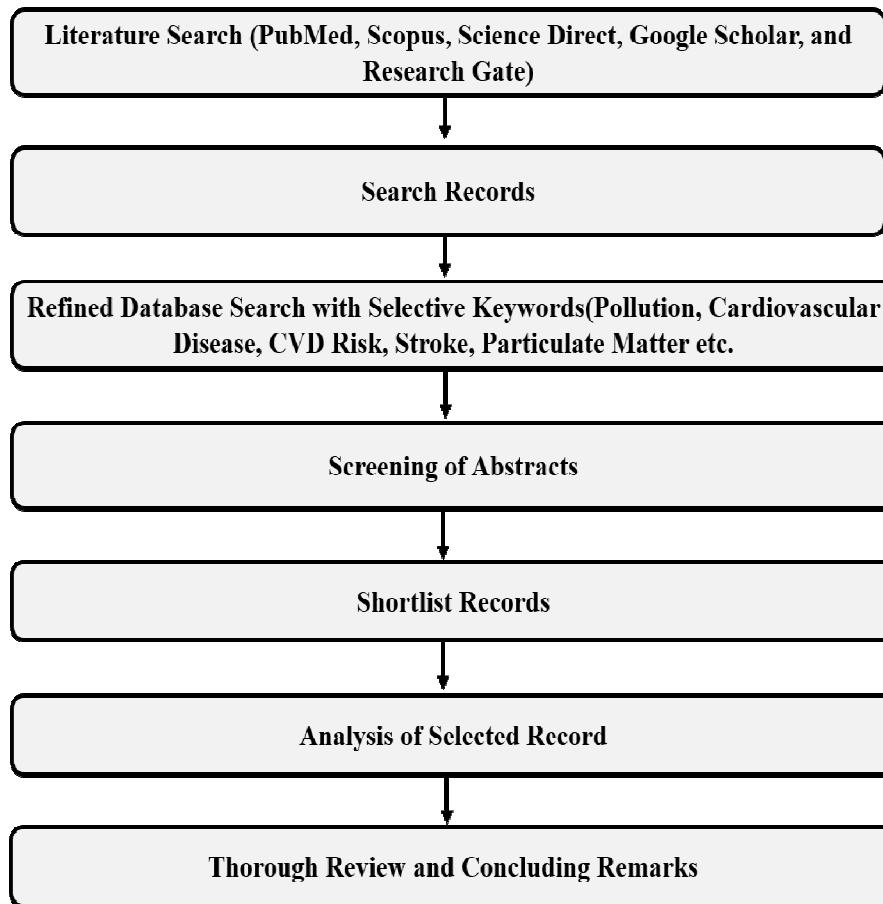 Literature Search (PubMed, Scopus, Science Direct, Google Scholar, and
Research Gate)
Search Records
Refined Database Search with Selective Keywords(Pollution, Cardiovascular
Disease, CVD Risk, Stroke, Particulate Matter etc.
Screening of Abstracts
Shortlist Records
Analysis of Selected Record
Thorough Review and Concluding Remarks